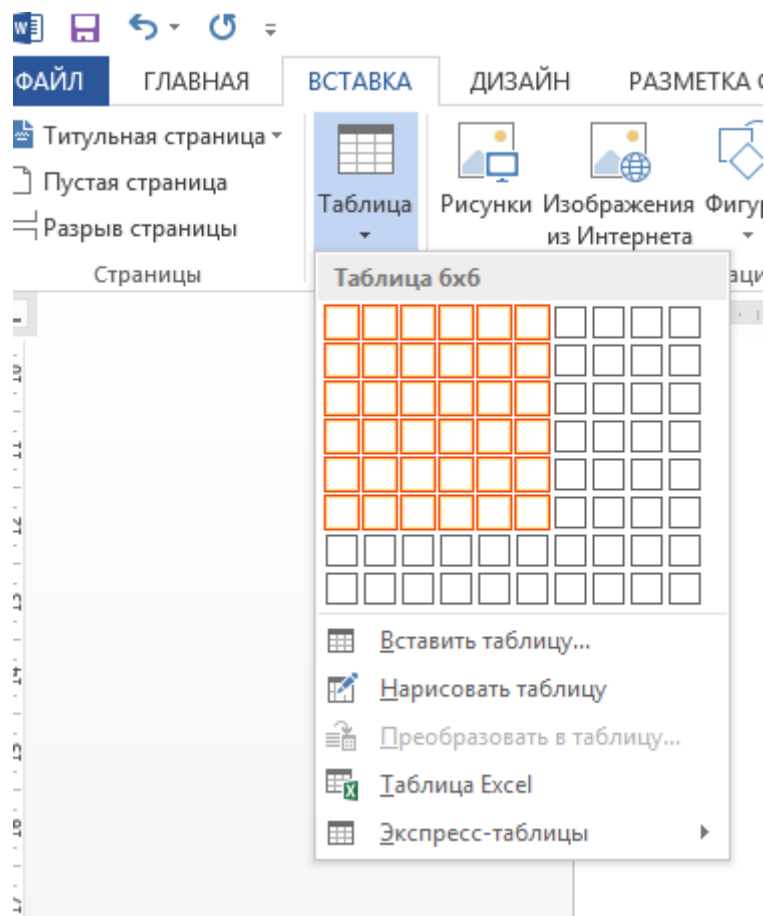 ФАЙЛ ГЛАВНАЯ ВСТАВКА ДИЗАЙН РАЗМЕТКА
Титульная страница
Пустая страница
Разрыв страницы
Страницы
Таблица
Рисунки
Изображения
из Интернета
Таблица 6x6
Вставить таблицу...
Нарисовать таблицу
Преобразовать в таблицу...
Таблица Excel
Экспресс-таблицы